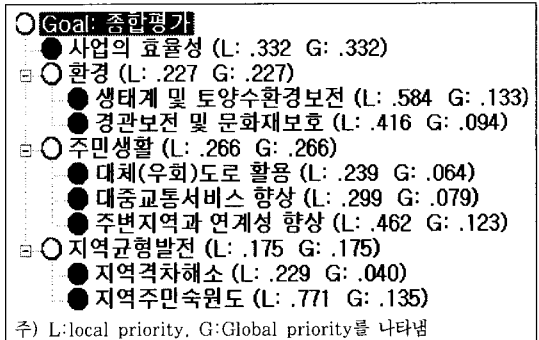 Goal: 종합평가
사업의 효율성 (L: .332 G: .332)
환경 (L: .227 G: .227)
생태계 및 토양수환경보전 (L: .584 G: .133)
경관보전 및 문화재보호 (L: .416 G: .094)
주민생활 (L: .266 G: .266)
대체(우회)도로 활용 (L: .239 G: .064)
대중교통서비스 향상 (L: .299 G: .079)
주변지역과 연계성 향상 (L: .462 G: .123)
지역균형발전 (L: .175 G: .175)
지역격차해소 (L: .229 G: .040)
지역주민숙원도 (L: .771 G: .135)
주) L:local priority, G:Global priority를 나타냄